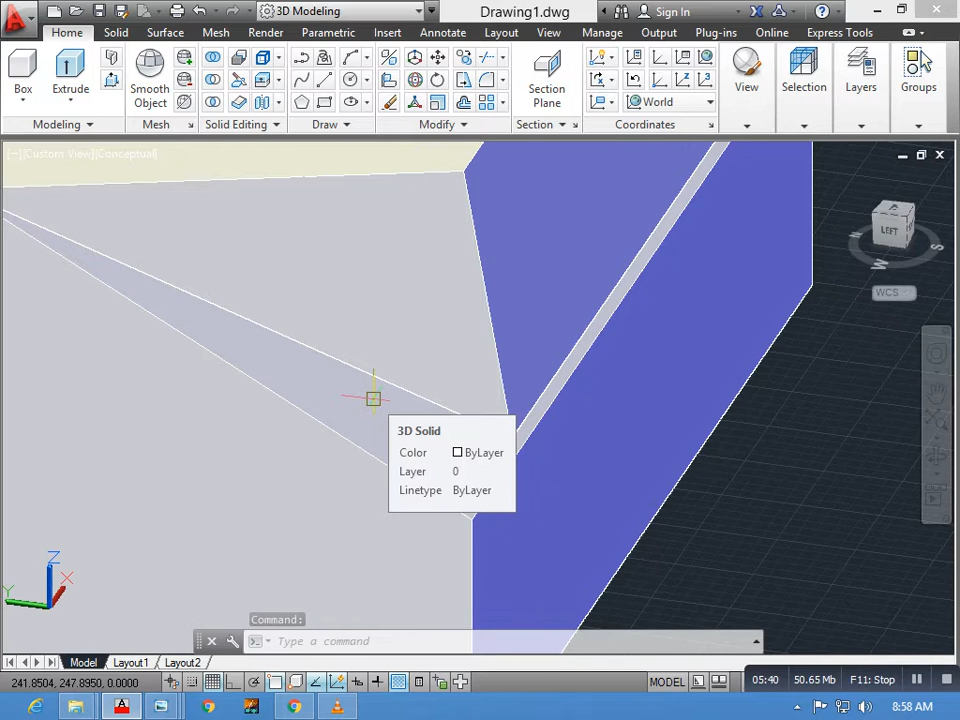 3D Modeling
Drawing1.dwg
Sign In
Home Solid Surface Mesh Render Parametric Insert Annotate Layout View Manage Output Plug-ins Online Express Tools
Box
Extrude
Smooth
Object
Section
Plane
World
View
Selection
Layers
Groups
Modeling Mesh Solid Editing Draw Modify Section Coordinates
[−][Custom View][Conceptual]
LEFT
S
W
WCS
3D Solid
Color ByLayer
Layer 0
Linetype ByLayer
Z
X
Y
Command:
Type a command
Model Layout1 Layout2
241.8504, 247.8950, 0.0000
MODEL
05:40 50.65 Mb F11: Stop
8:58 AM